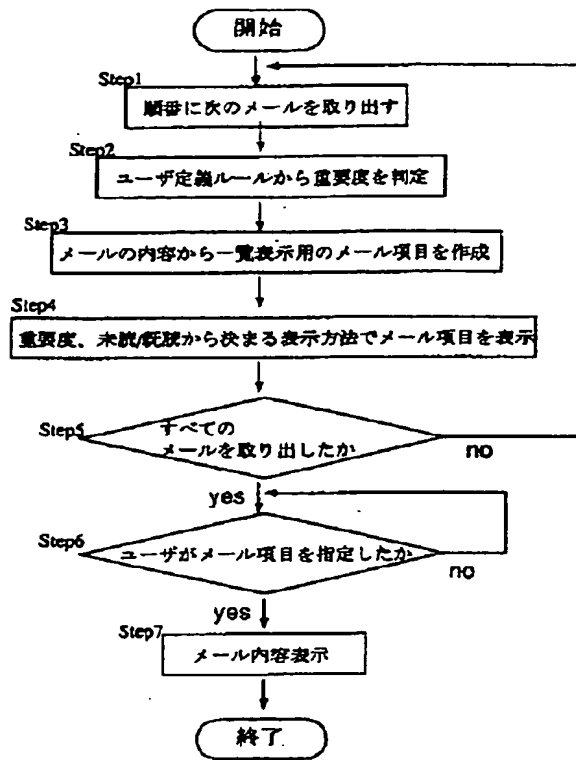 開始
Step1
順番に次のメールを取り出す
Step2
ユーザ定義ルールから重要度を判定
Step3
メールの内容から一覧表示用のメール項目を作成
Step4
重要度、未読/既読から決まる表示方法でメール項目を表示
Step5
すべての
メールを取り出したか
no
yes
Step6
ユーザがメール項目を指定したか
no
yes
Step7
メール内容表示
終了